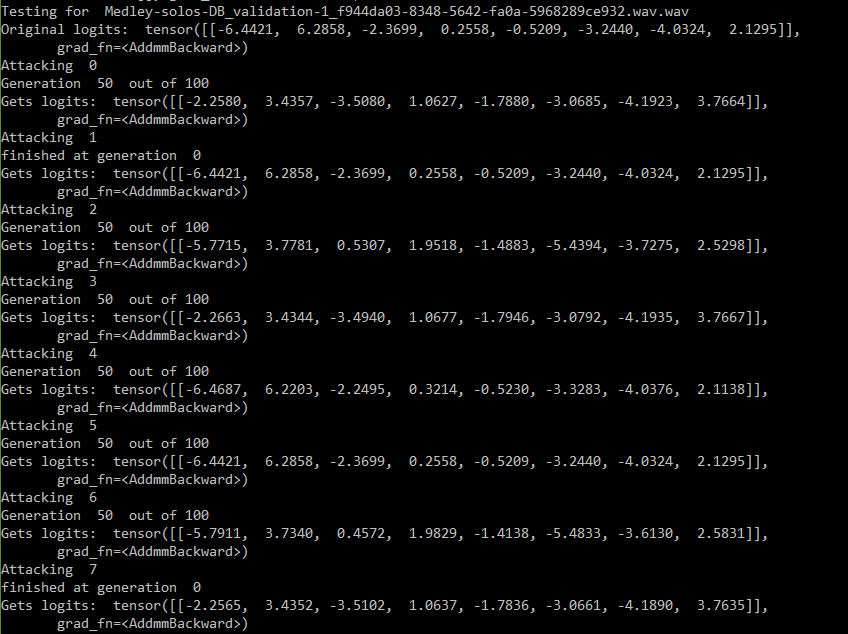 Testing for  Medley-solos-DB_validation-1_f944da03-8348-5642-fa0a-5968289ce932.wav.wav
Original logits:  tensor([[-6.4421,  6.2858, -2.3699,  0.2558, -0.5209, -3.2440, -4.0324,  2.1295]],
       grad_fn=<AddmmBackward>)
Attacking  0
Generation  50  out of 100
Gets logits:  tensor([[-2.2580,  3.4357, -3.5080,  1.0627, -1.7880, -3.0685, -4.1923,  3.7664]],
       grad_fn=<AddmmBackward>)
Attacking  1
finished at generation  0
Gets logits:  tensor([[-6.4421,  6.2858, -2.3699,  0.2558, -0.5209, -3.2440, -4.0324,  2.1295]],
       grad_fn=<AddmmBackward>)
Attacking  2
Generation  50  out of 100
Gets logits:  tensor([[-5.7715,  3.7781,  0.5307,  1.9518, -1.4883, -5.4394, -3.7275,  2.5298]],
       grad_fn=<AddmmBackward>)
Attacking  3
Generation  50  out of 100
Gets logits:  tensor([[-2.2663,  3.4344, -3.4940,  1.0677, -1.7946, -3.0792, -4.1935,  3.7667]],
       grad_fn=<AddmmBackward>)
Attacking  4
Generation  50  out of 100
Gets logits:  tensor([[-6.4687,  6.2203, -2.2495,  0.3214, -0.5230, -3.3283, -4.0376,  2.1138]],
       grad_fn=<AddmmBackward>)
Attacking  5
Generation  50  out of 100
Gets logits:  tensor([[-6.4421,  6.2858, -2.3699,  0.2558, -0.5209, -3.2440, -4.0324,  2.1295]],
       grad_fn=<AddmmBackward>)
Attacking  6
Generation  50  out of 100
Gets logits:  tensor([[-5.7911,  3.7340,  0.4572,  1.9829, -1.4138, -5.4833, -3.6130,  2.5831]],
       grad_fn=<AddmmBackward>)
Attacking  7
finished at generation  0
Gets logits:  tensor([[-2.2565,  3.4352, -3.5102,  1.0637, -1.7836, -3.0661, -4.1890,  3.7635]],
       grad_fn=<AddmmBackward>)